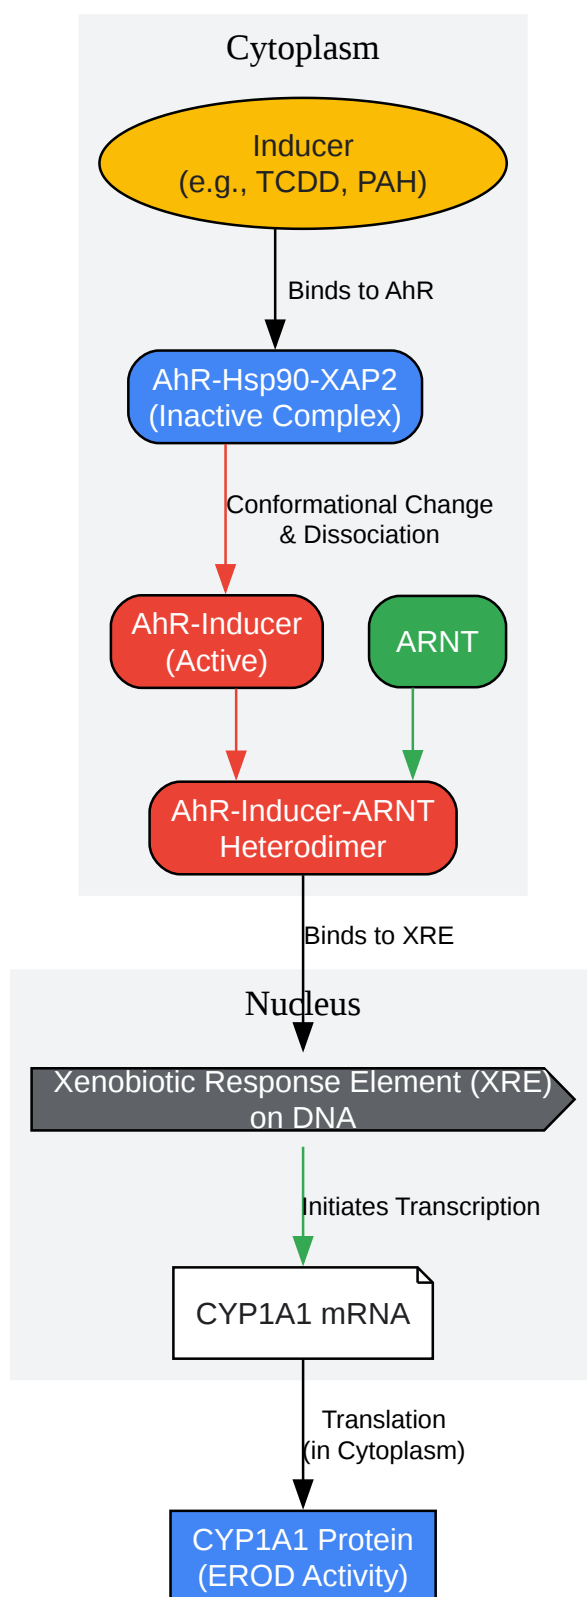 Cytoplasm
Inducer
(e.g., TCDD, PAH)
Binds to AhR
AhR-Hsp90-XAP2
(Inactive Complex)
Conformational Change
& Dissociation
AhR-Inducer
(Active)
ARNT
AhR-Inducer-ARNT
Heterodimer
Binds to XRE
Nucleus
Xenobiotic Response Element (XRE)
on DNA
Initiates Transcription
CYP1A1 mRNA
Translation
(in Cytoplasm)
CYP1A1 Protein
(EROD Activity)